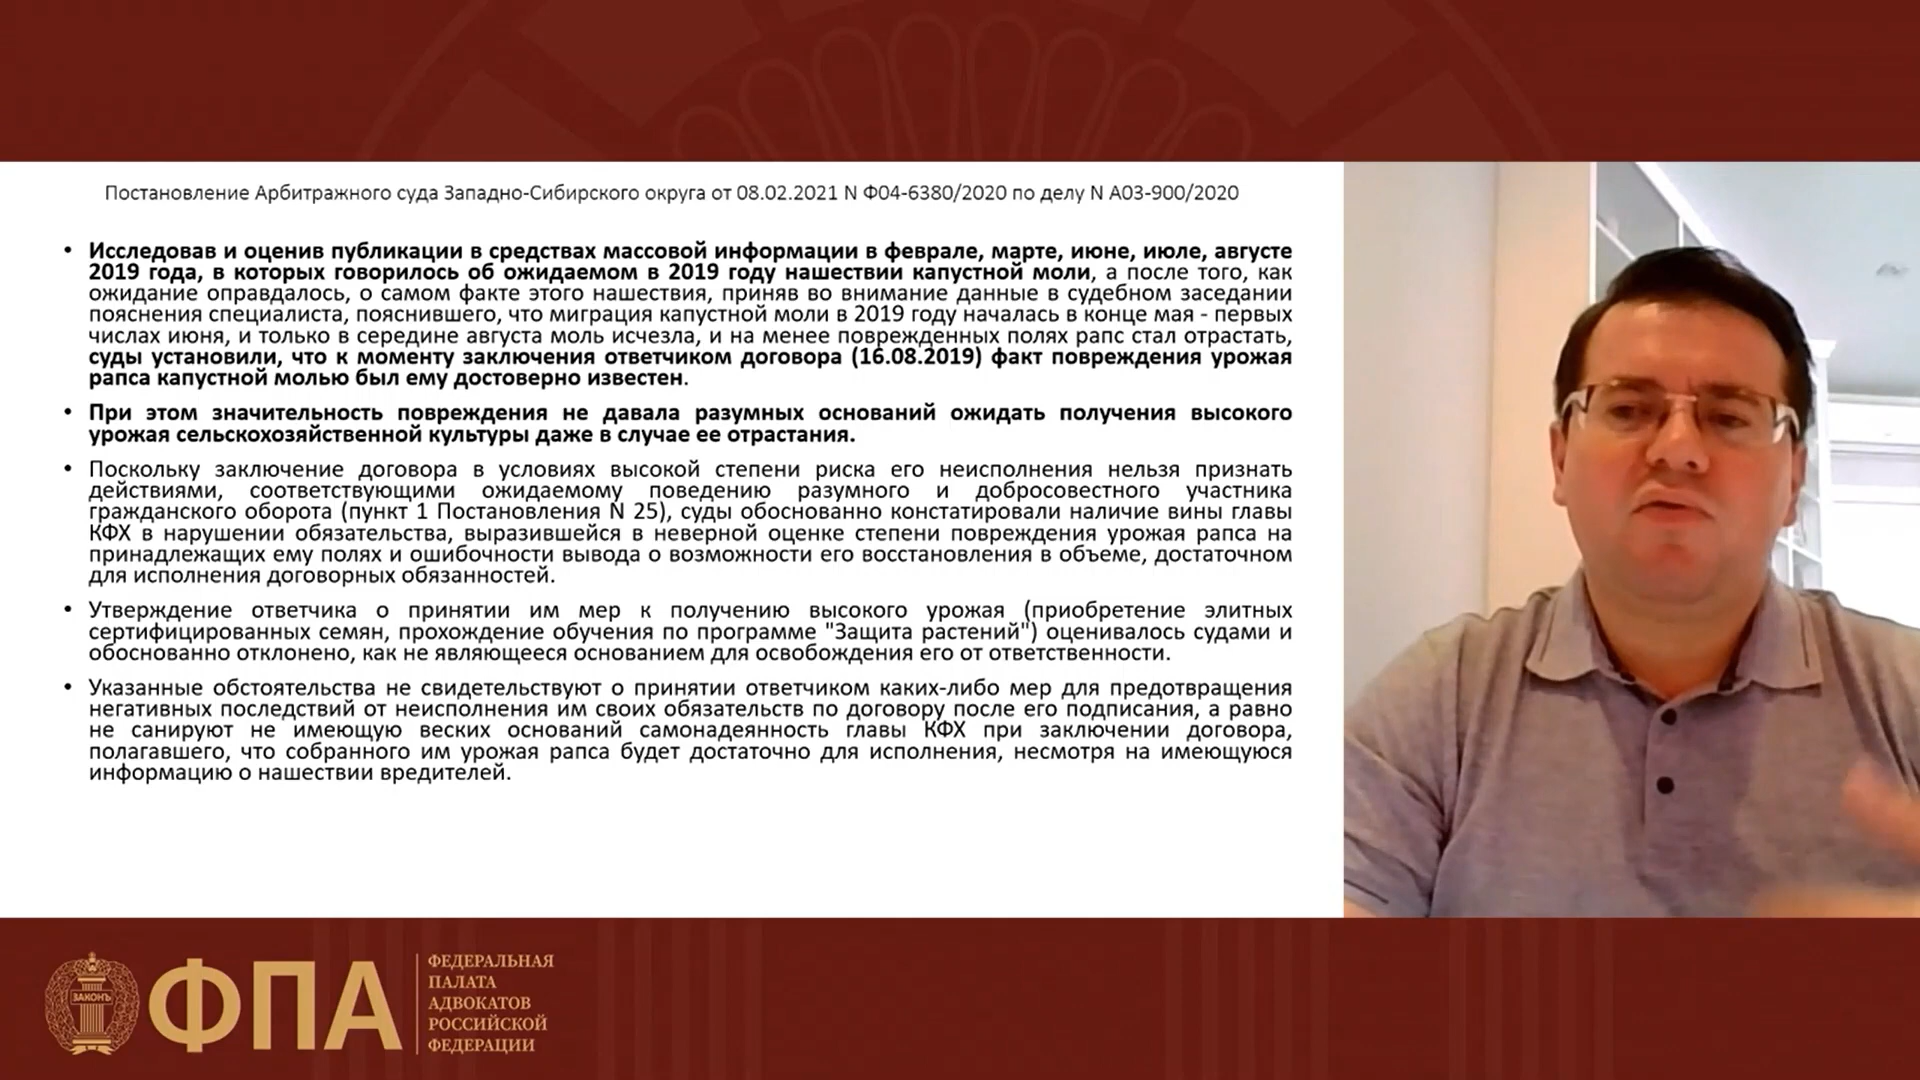 Постановление Арбитражного суда Западно-Сибирского округа от 08.02.2021 N Ф04-6380/2020 по делу N А03-900/2020
• Исследовав и оценив публикации в средствах массовой информации в феврале, марте, июне, июле, августе
2019 года, в которых говорилось об ожидаемом в 2019 году нашествии капустной моли, а после того, как
ожидание оправдалось, о самом факте этого нашествия, приняв во внимание данные в судебном заседании
пояснения специалиста, пояснившего, что миграция капустной моли в 2019 году началась в конце мая - первых
числах июня, и только в середине августа моль исчезла, и на менее поврежденных полях рапс стал отрастать,
суды установили, что к моменту заключения ответчиком договора (16.08.2019) факт повреждения урожая
рапса капустной молью был ему достоверно известен.
• При этом значительность повреждения не давала разумных оснований ожидать получения высокого
урожая сельскохозяйственной культуры даже в случае ее отрастания.
• Поскольку заключение договора в условиях высокой степени риска его неисполнения нельзя признать
действиями, соответствующими ожидаемому поведению разумного и добросовестного участника
гражданского оборота (пункт 1 Постановления N 25), суды обоснованно констатировали наличие вины главы
КФХ в нарушении обязательства, выразившейся в неверной оценке степени повреждения урожая рапса на
принадлежащих ему полях и ошибочности вывода о возможности его восстановления в объеме, достаточном
для исполнения договорных обязанностей.
• Утверждение ответчика о принятии им мер к получению высокого урожая (приобретение элитных
сертифицированных семян, прохождение обучения по программе "Защита растений") оценивалось судами и
обоснованно отклонено, как не являющееся основанием для освобождения его от ответственности.
• Указанные обстоятельства не свидетельствуют о принятии ответчиком каких-либо мер для предотвращения
негативных последствий от неисполнения им своих обязательств по договору после его подписания, а равно
не санируют не имеющую веских оснований самонадеянность главы КФХ при заключении договора,
полагавшего, что собранного им урожая рапса будет достаточно для исполнения, несмотря на имеющуюся
информацию о нашествии вредителей.
ЗАКОНЪ
ФПА
ФЕДЕРАЛЬНАЯ
ПАЛАТА
АДВОКАТОВ
РОССИЙСКОЙ
ФЕДЕРАЦИИ